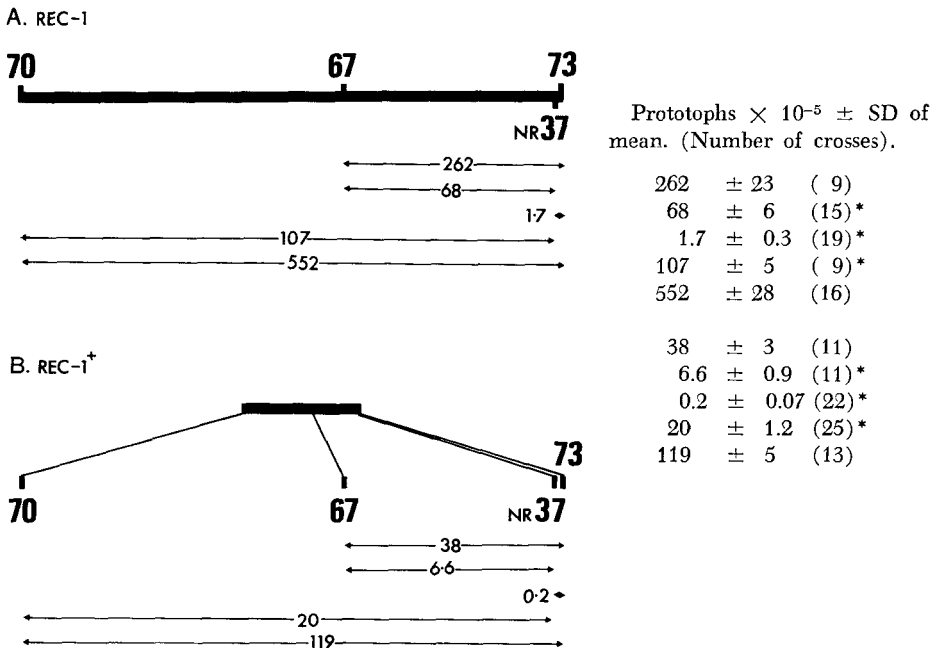 A. REC-1
70 67 73
NR37
262
68
1·7
107
552
B. REC-1+
73
70 67 NR37
38
6·6
0·2
20
119
Prototophs × 10⁻⁵ ± SD of
mean. (Number of crosses).
262 ± 23 ( 9)
68 ± 6 (15)*
1.7 ± 0.3 (19)*
107 ± 5 ( 9)*
552 ± 28 (16)
38 ± 3 (11)
6.6 ± 0.9 (11)*
0.2 ± 0.07 (22)*
20 ± 1.2 (25)*
119 ± 5 (13)